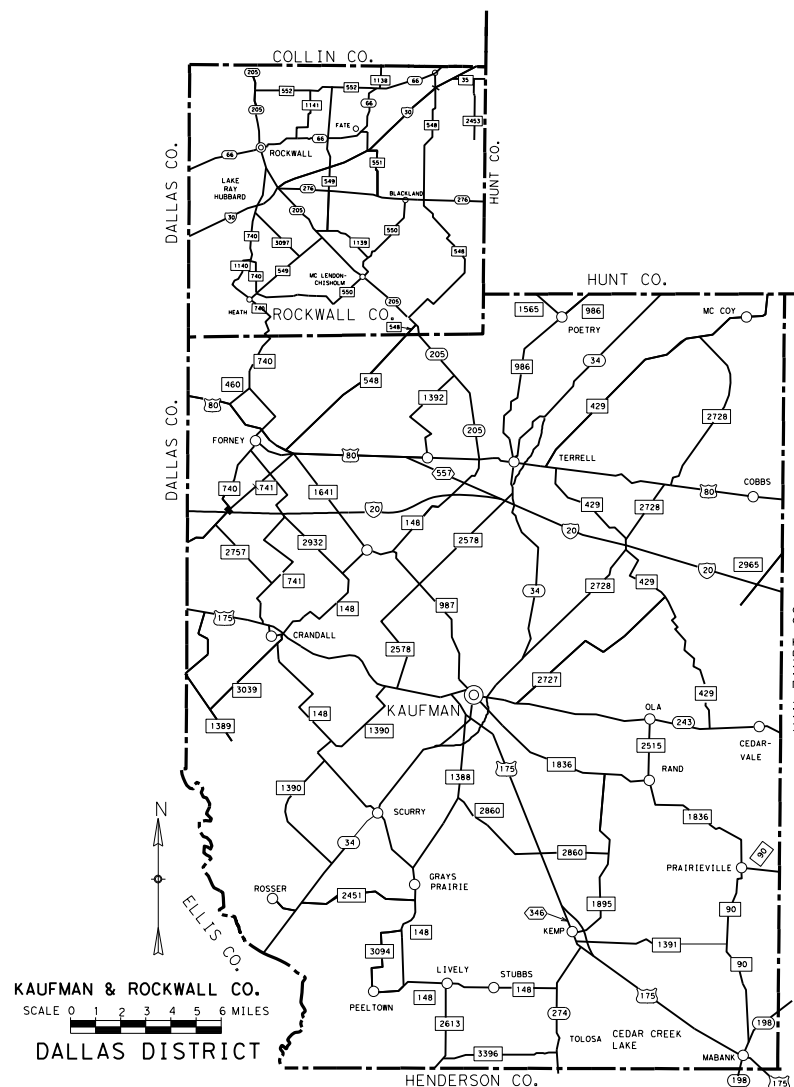 COLLIN CO.
205
1138
66
35
552
552
1141
205
66
30
548
2453
FATE
66
ROCKWALL
66
551
DALLAS CO.
HUNT CO.
LAKE
RAY
HUBBARD
549
276
BLACKLAND
276
205
30
740
3097
1139
550
548
1140
740
549
MC LENDON-
CHISHOLM
550
205
HEATH
740
ROCKWALL CO.
548
HUNT CO.
1565
986
POETRY
MC COY
205
740
34
986
548
460
1392
429
80
2728
DALLAS CO.
205
FORNEY
80
TERRELL
557
740
741
1641
COBBS
80
20
148
429
2728
20
2757
2932
2578
20
2965
741
2728
429
34
148
987
175
CRANDALL
2578
2727
3039
KAUFMAN
429
OLA
1389
148
1390
243
2515
CEDAR-
VALE
175
1836
RAND
1388
1390
2860
SCURRY
1836
34
2860
PRAIRIEVILLE
90
N
ROSSER
GRAYS
PRAIRIE
2451
1895
90
346
ELLIS CO.
148
KEMP
3094
1391
90
LIVELY
STUBBS
KAUFMAN & ROCKWALL CO.
148
148
175
PEELTOWN
SCALE 0 1 2 3 4 5 6 MILES
2613
274
198
TOLOSA
CEDAR CREEK
LAKE
DALLAS DISTRICT
3396
MABANK
HENDERSON CO.
198
175